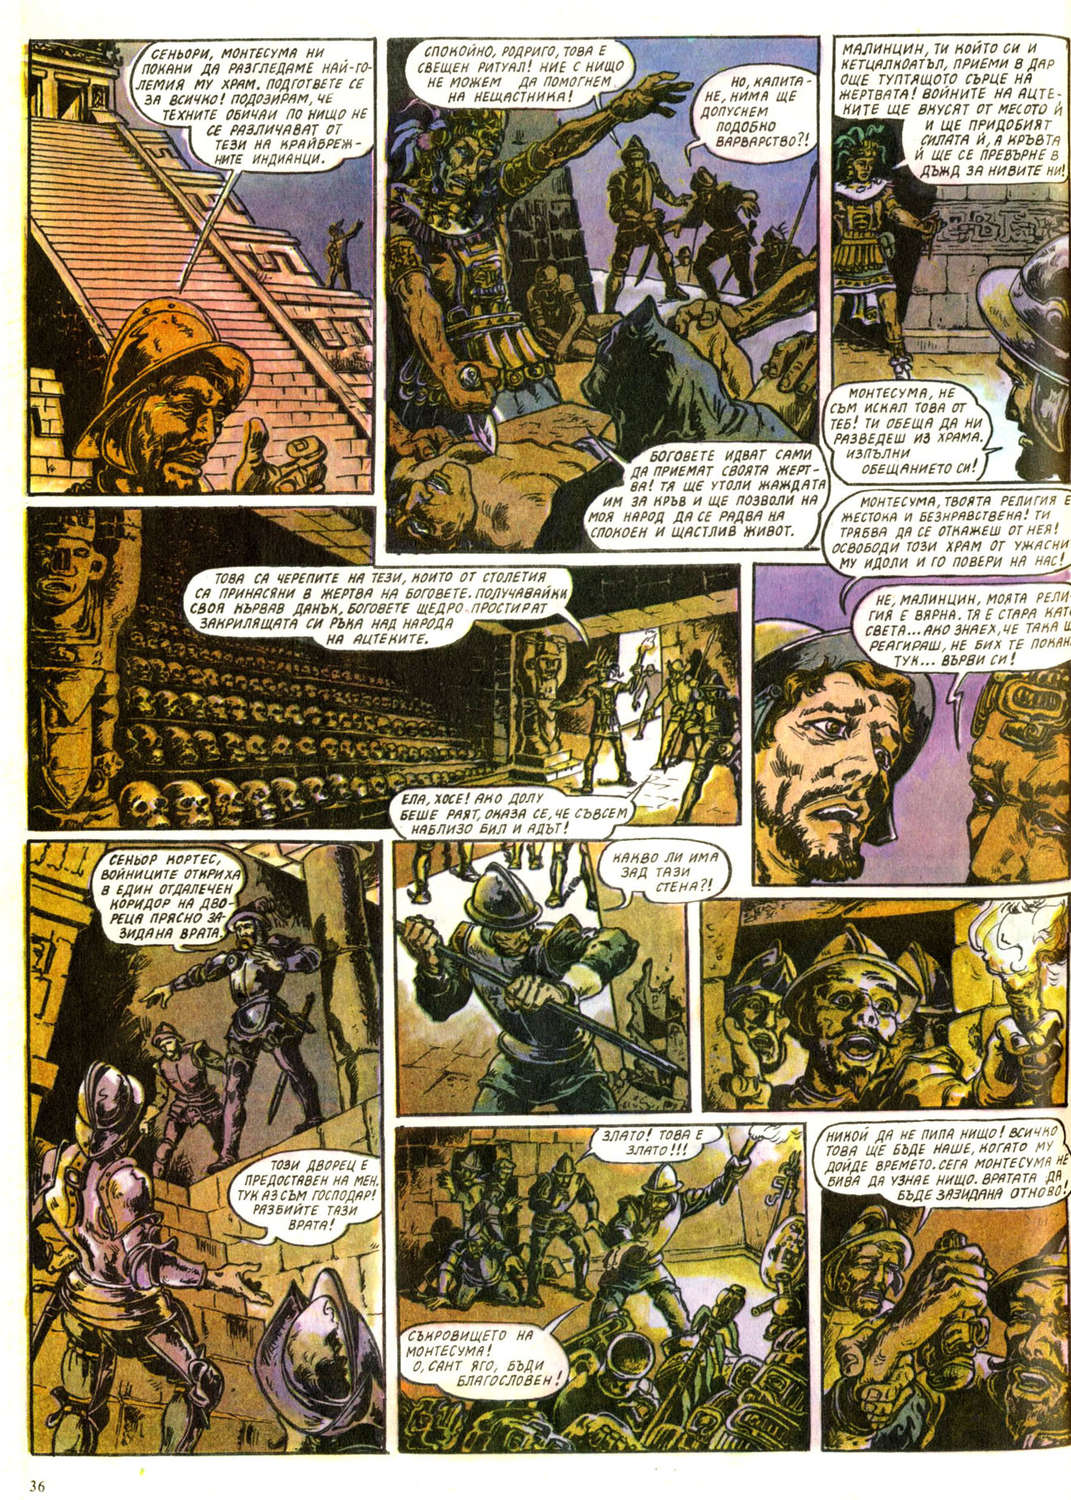 СЕНЬОРИ, МОНТЕСУМА НИ
ПОКАНИ ДА РАЗГЛЕДАМЕ НАЙ-ГО-
ЛЕМИЯ МУ ХРАМ. ПОДГОТВЕТЕ СЕ
ЗА ВСИЧКО! ПОДОЗИРАМ, ЧЕ
ТЕХНИТЕ ОБИЧАИ ПО НИЩО НЕ
СЕ РАЗЛИЧАВАТ ОТ
ТЕЗИ НА КРАЙБРЕЖ-
НИТЕ ИНДИАНЦИ.
СПОКОЙНО, РОДРИГО, ТОВА Е
СВЕЩЕН РИТУАЛ! НИЕ С НИЩО
НЕ МОЖЕМ ДА ПОМОГНЕМ
НА НЕЩАСТНИКА!
НО, КАПИТА-
НЕ, НИМА ЩЕ
ДОПУСНЕМ
ПОДОБНО
ВАРВАРСТВО?!
БОГОВЕТЕ ИДВАТ САМИ
ДА ПРИЕМАТ СВОЯТА ЖЕРТ-
ВА! ТЯ ЩЕ УТОЛИ ЖАЖДАТА
ИМ ЗА КРЪВ И ЩЕ ПОЗВОЛИ НА
МОЯ НАРОД ДА СЕ РАДВА НА
СПОКОЕН И ЩАСТЛИВ ЖИВОТ.
МАЛИНЦИН, ТИ КОЙТО СИ И
КЕТЦАЛКОАТЪЛ, ПРИЕМИ В ДАР
ОЩЕ ТУПТЯЩОТО СЪРЦЕ НА
ЖЕРТВАТА! ВОЙНИТЕ НА АЦТЕ-
КИТЕ ЩЕ ВКУСЯТ ОТ МЕСОТО Й
И ЩЕ ПРИДОБИЯТ
СИЛАТА Й, А КРЪВТА
Й ЩЕ СЕ ПРЕВЪРНЕ В
ДЪЖД ЗА НИВИТЕ НИ!
МОНТЕСУМА, НЕ
СЪМ ИСКАЛ ТОВА ОТ
ТЕБ! ТИ ОБЕЩА ДА НИ
РАЗВЕДЕШ ИЗ ХРАМА.
ИЗПЪЛНИ
ОБЕЩАНИЕТО СИ!
ТОВА СА ЧЕРЕПИТЕ НА ТЕЗИ, КОИТО ОТ СТОЛЕТИЯ
СА ПРИНАСЯНИ В ЖЕРТВА НА БОГОВЕТЕ. ПОЛУЧАВАЙКИ
СВОЯ КЪРВАВ ДАНЪК, БОГОВЕТЕ ЩЕДРО ПРОСТИРАТ
ЗАКРИЛЯЩАТА СИ РЪКА НАД НАРОДА
НА АЦТЕКИТЕ.
ЕЛА, ХОСЕ! АКО ДОЛУ
БЕШЕ РАЯТ, ОКАЗА СЕ, ЧЕ СЪВСЕМ
НАБЛИЗО БИЛ И АДЪТ!
МОНТЕСУМА, ТВОЯТА РЕЛИГИЯ Е
ЖЕСТОКА И БЕЗНРАВСТВЕНА! ТИ
ТРЯБВА ДА СЕ ОТКАЖЕШ ОТ НЕЯ!
ОСВОБОДИ ТОЗИ ХРАМ ОТ УЖАСНИ
МУ ИДОЛИ И ГО ПОВЕРИ НА НАС!
НЕ, МАЛИНЦИН, МОЯТА РЕЛИ-
ГИЯ Е ВЯРНА. ТЯ Е СТАРА КАТО
СВЕТА... АКО ЗНАЕХ, ЧЕ ТАКА Щ
РЕАГИРАШ, НЕ БИХ ТЕ ПОКАН
ТУК... ВЪРВИ СИ!
СЕНЬОР КОРТЕС,
ВОЙНИЦИТЕ ОТКРИХА
В ЕДИН ОТДАЛЕЧЕН
КОРИДОР НА ДВО-
РЕЦА ПРЯСНО ЗА-
ЗИДАНА ВРАТА.
ТОЗИ ДВОРЕЦ Е
ПРЕДОСТАВЕН НА МЕН.
ТУК АЗ СЪМ ГОСПОДАР!
РАЗБИЙТЕ ТАЗИ
ВРАТА!
КАКВО ЛИ ИМА
ЗАД ТАЗИ
СТЕНА?!
ЗЛАТО! ТОВА Е
ЗЛАТО!!!
СЪКРОВИЩЕТО НА
МОНТЕСУМА!
О, САНТ ЯГО, БЪДИ
БЛАГОСЛОВЕН!
НИКОЙ ДА НЕ ПИПА НИЩО! ВСИЧКО
ТОВА ЩЕ БЪДЕ НАШЕ, КОГАТО МУ
ДОЙДЕ ВРЕМЕТО. СЕГА МОНТЕСУМА НЕ
БИВА ДА УЗНАЕ НИЩО. ВРАТАТА ДА
БЪДЕ ЗАЗИДАНА ОТНОВО!
36